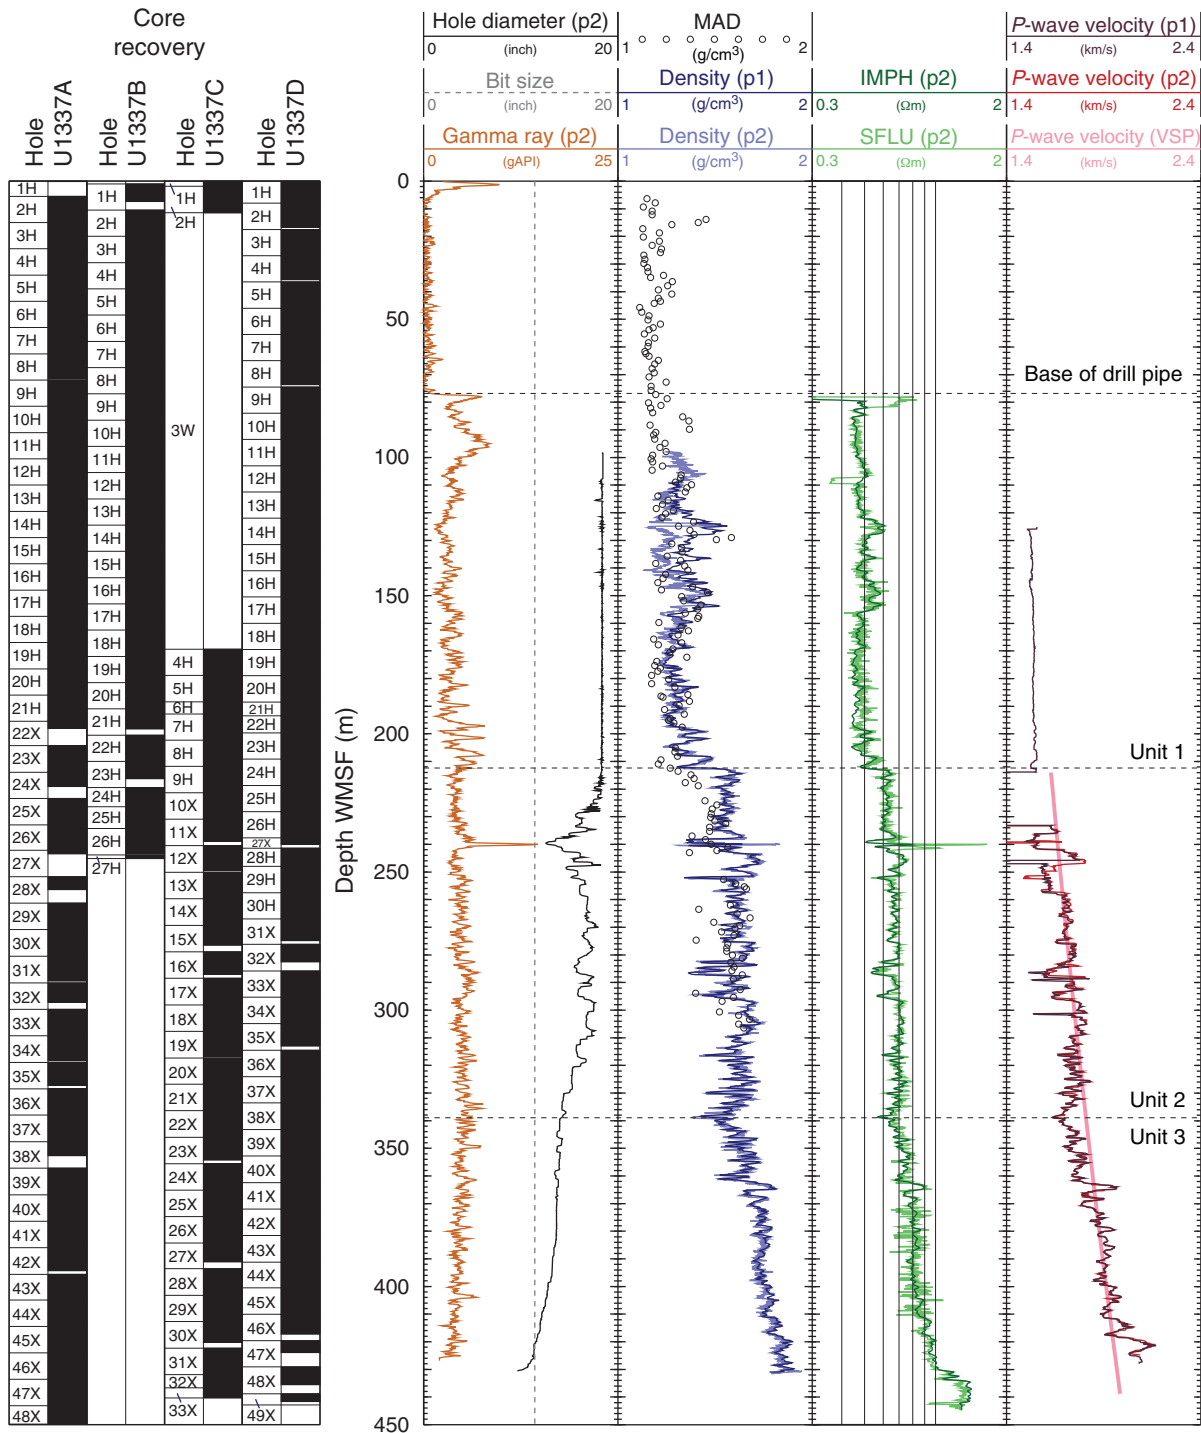 Core
recovery
Hole
U1337A
Hole
U1337B
Hole
U1337C
Hole
U1337D
1H
2H
3H
4H
5H
6H
7H
8H
9H
10H
11H
12H
13H
14H
15H
16H
17H
18H
19H
20H
21H
22X
23X
24X
25X
26X
27X
28X
29X
30X
31X
32X
33X
34X
35X
36X
37X
38X
39X
40X
41X
42X
43X
44X
45X
46X
47X
48X
1H
2H
3H
4H
5H
6H
7H
8H
9H
10H
11H
12H
13H
14H
15H
16H
17H
18H
19H
20H
21H
22H
23H
24H
25H
26H
27H
1H
2H
3W
4H
5H
6H
7H
8H
9H
10X
11X
12X
13X
14X
15X
16X
17X
18X
19X
20X
21X
22X
23X
24X
25X
26X
27X
28X
29X
30X
31X
32X
33X
1H
2H
3H
4H
5H
6H
7H
8H
9H
10H
11H
12H
13H
14H
15H
16H
17H
18H
19H
20H
21H
22H
23H
24H
25H
26H
27X
28H
29H
30H
31X
32X
33X
34X
35X
36X
37X
38X
39X
40X
41X
42X
43X
44X
45X
46X
47X
48X
49X
Depth WMSF (m)
0
50
100
150
200
250
300
350
400
450
Hole diameter (p2)
0 (inch) 20
Bit size
0 (inch) 20
Gamma ray (p2)
0 (gAPI) 25
MAD
1 (g/cm3) 2
Density (p1)
1 (g/cm3) 2
Density (p2)
1 (g/cm3) 2
IMPH (p2)
0.3 (Ωm) 2
SFLU (p2)
0.3 (Ωm) 2
P-wave velocity (p1)
1.4 (km/s) 2.4
P-wave velocity (p2)
1.4 (km/s) 2.4
P-wave velocity (VSP)
1.4 (km/s) 2.4
Base of drill pipe
Unit 1
Unit 2
Unit 3